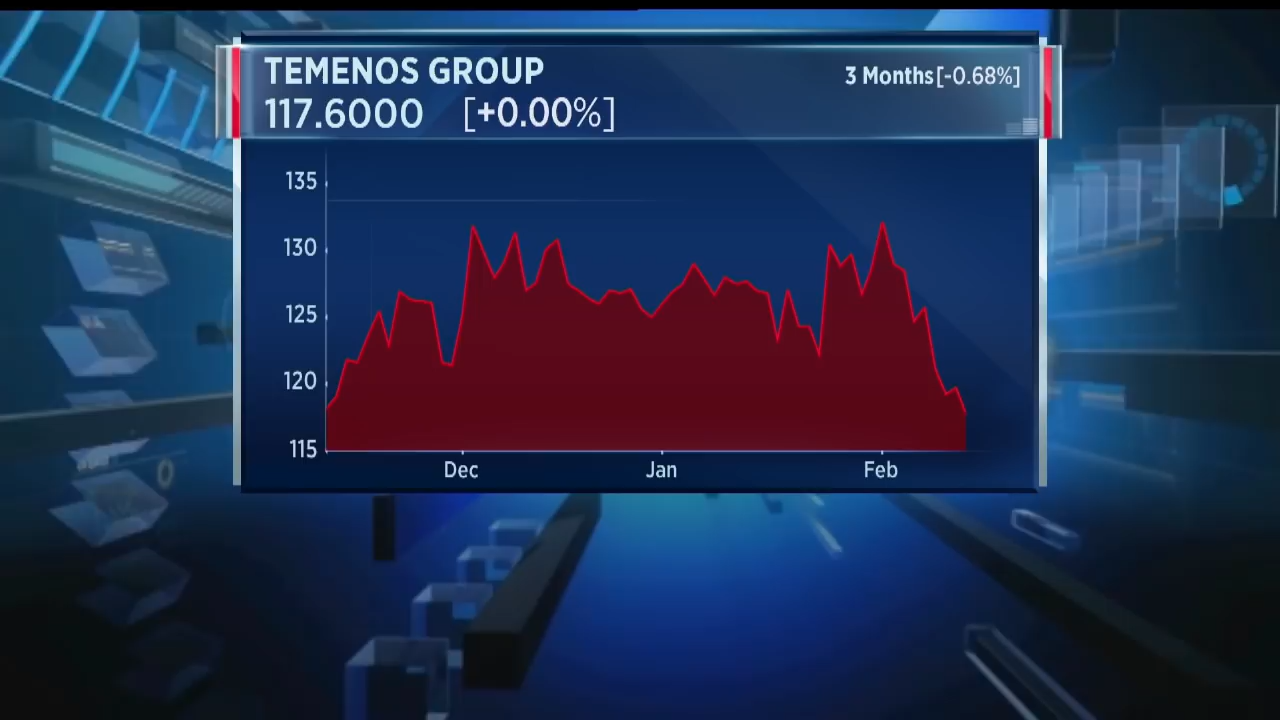 TEMENOS GROUP
3 Months[-0.68%]
117.6000 [+0.00%]
135
130
125
120
115
Dec Jan Feb